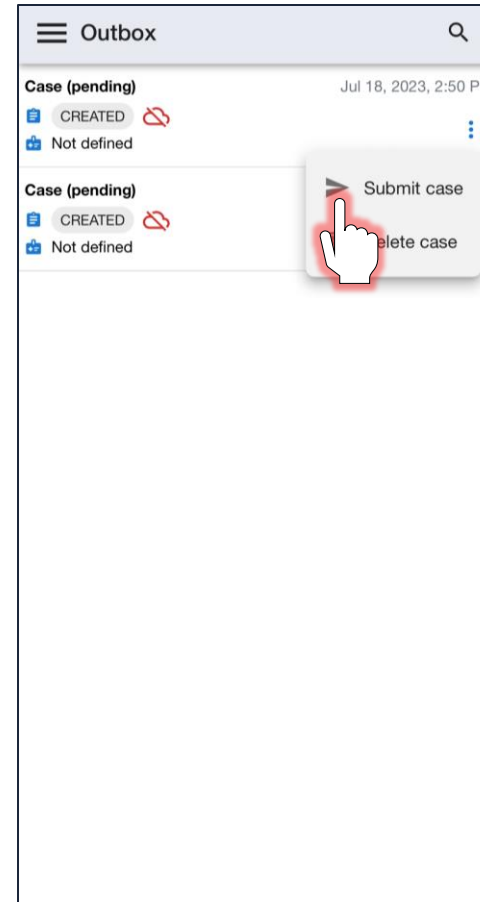 Outbox
Case (pending) Jul 18, 2023, 2:50 P
CREATED
Not defined
Submit case
Case (pending)
CREATED
elete case
Not defined